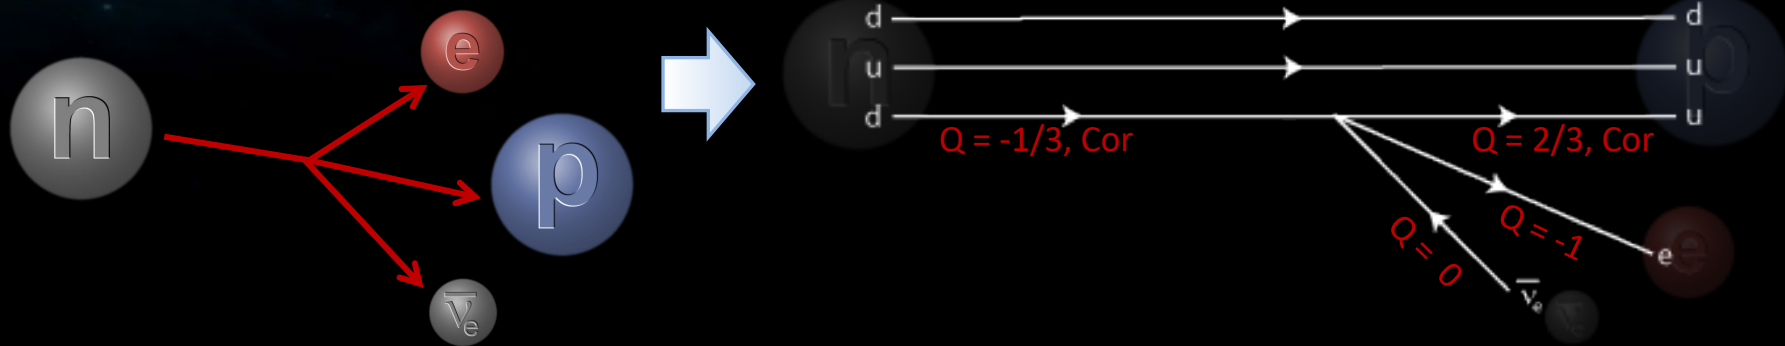 n
e
p
ν̅e
n
p
d
d
u
u
d
u
Q = -1/3, Cor
Q = 2/3, Cor
Q = 0
Q = -1
e
e
ν̅e
ν̅e